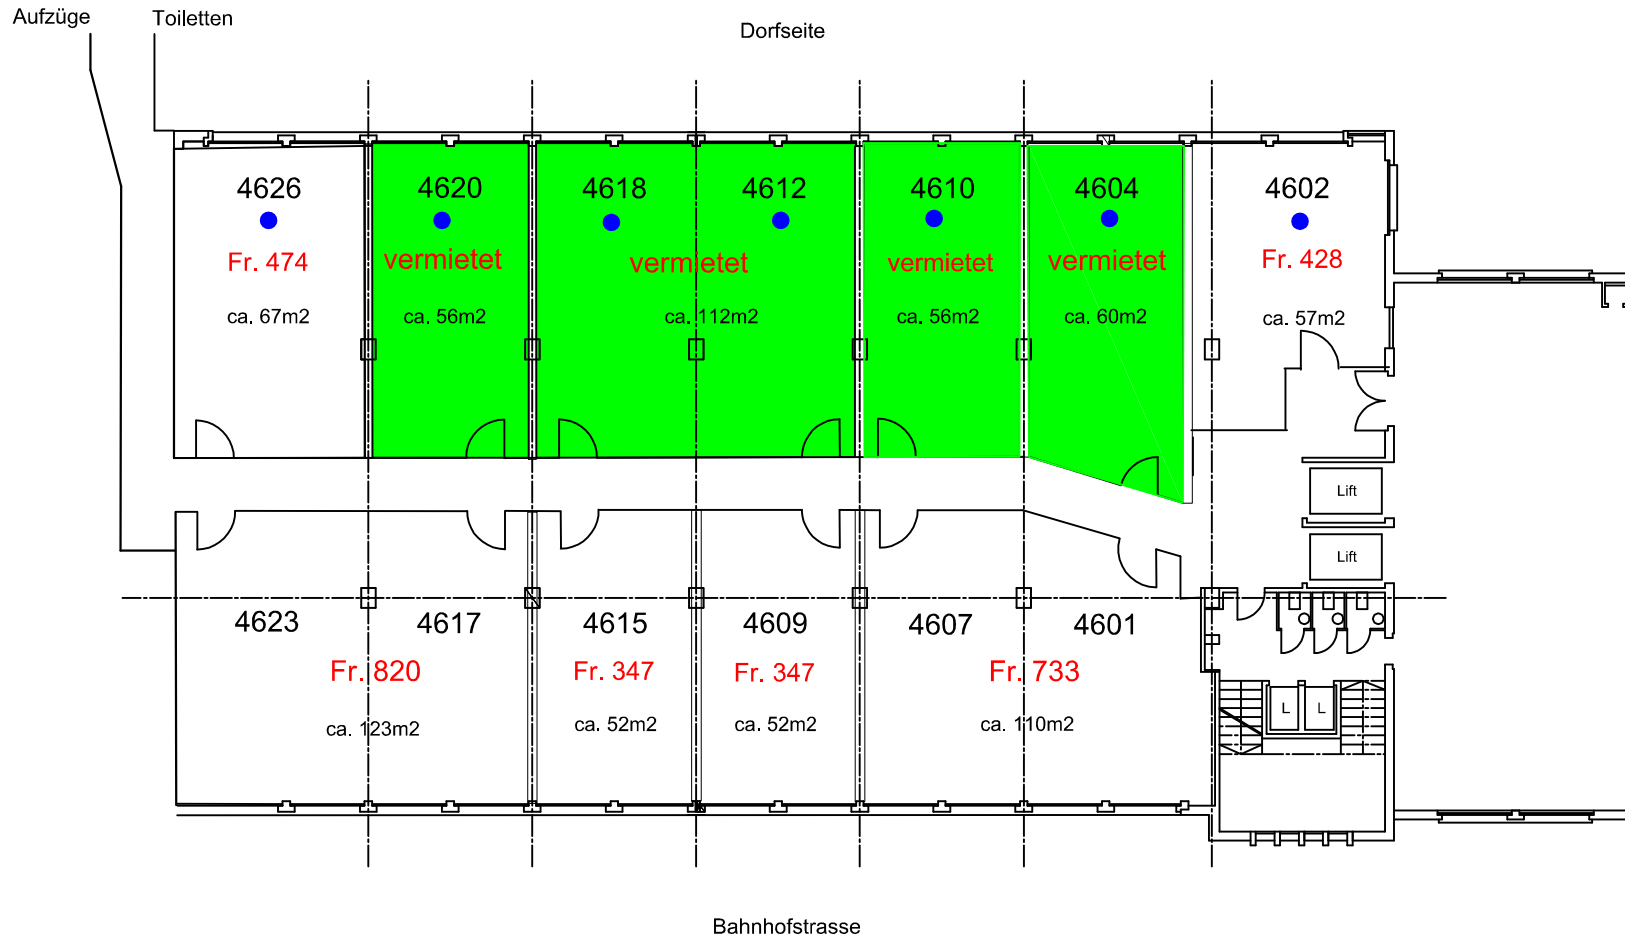 Aufzüge
Toiletten
Dorfseite
4626
4620
4618
4612
4610
4604
4602
Fr. 474
vermietet
vermietet
vermietet
vermietet
Fr. 428
ca. 67m2
ca. 56m2
ca. 112m2
ca. 56m2
ca. 60m2
ca. 57m2
Lift
Lift
4623
4617
4615
4609
4607
4601
Fr. 820
Fr. 347
Fr. 347
Fr. 733
ca. 123m2
ca. 52m2
ca. 52m2
ca. 110m2
L
L
Bahnhofstrasse